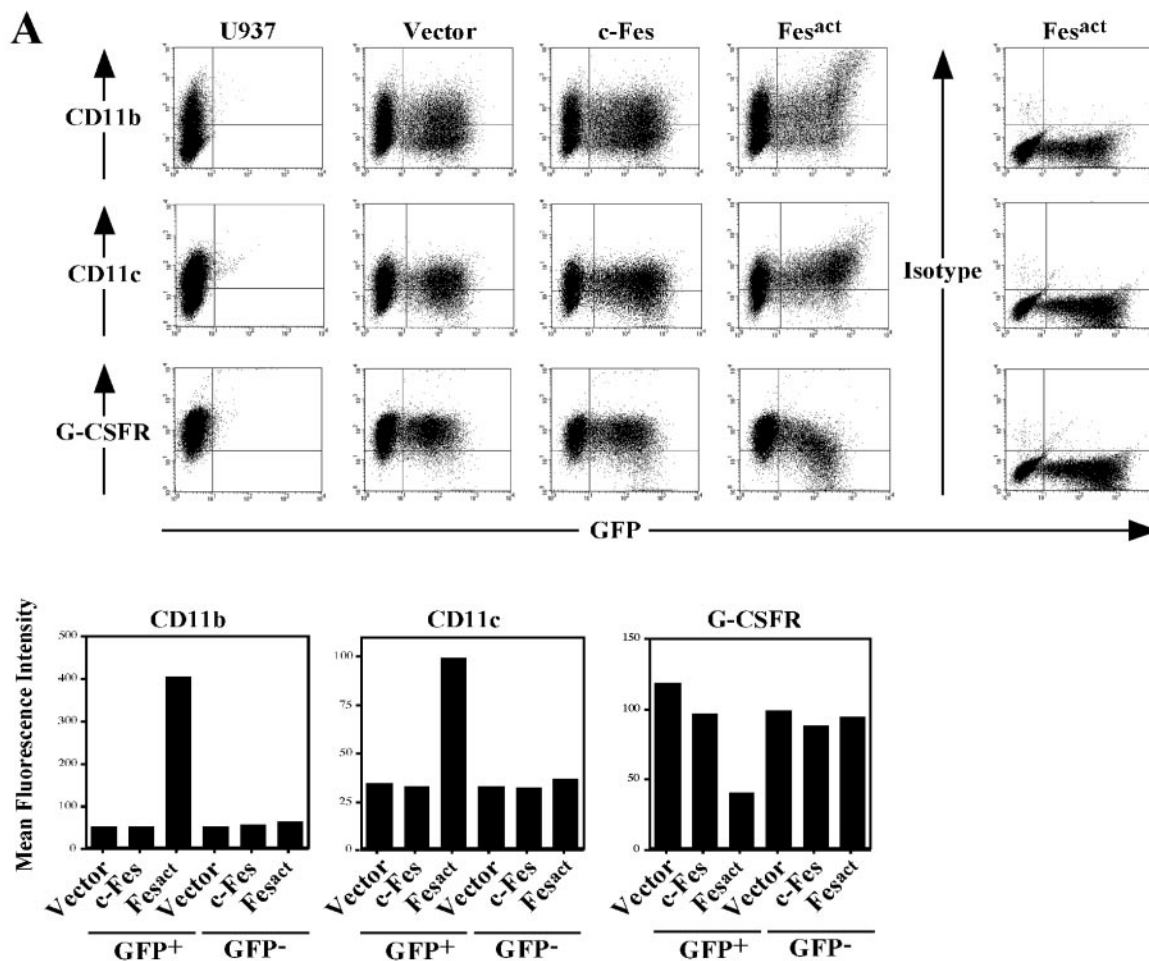 A
U937 Vector c-Fes Fesact Fesact
CD11b
CD11c
Isotype
G-CSFR
GFP
Mean Fluorescence Intensity
CD11b
500
400
300
200
100
0
Vector c-Fes Fesact Vector c-Fes Fesact
GFP+ GFP-
CD11c
100
75
50
25
0
Vector c-Fes Fesact Vector c-Fes Fesact
GFP+ GFP-
G-CSFR
150
100
50
0
Vector c-Fes Fesact Vector c-Fes Fesact
GFP+ GFP-